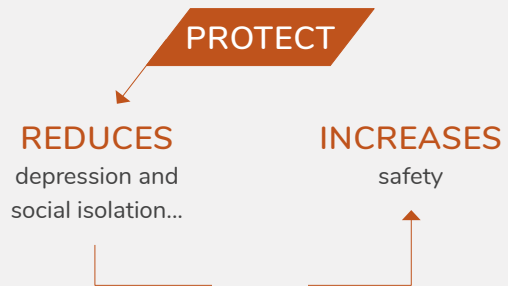 PROTECT
REDUCES
depression and
social isolation...
INCREASES
safety